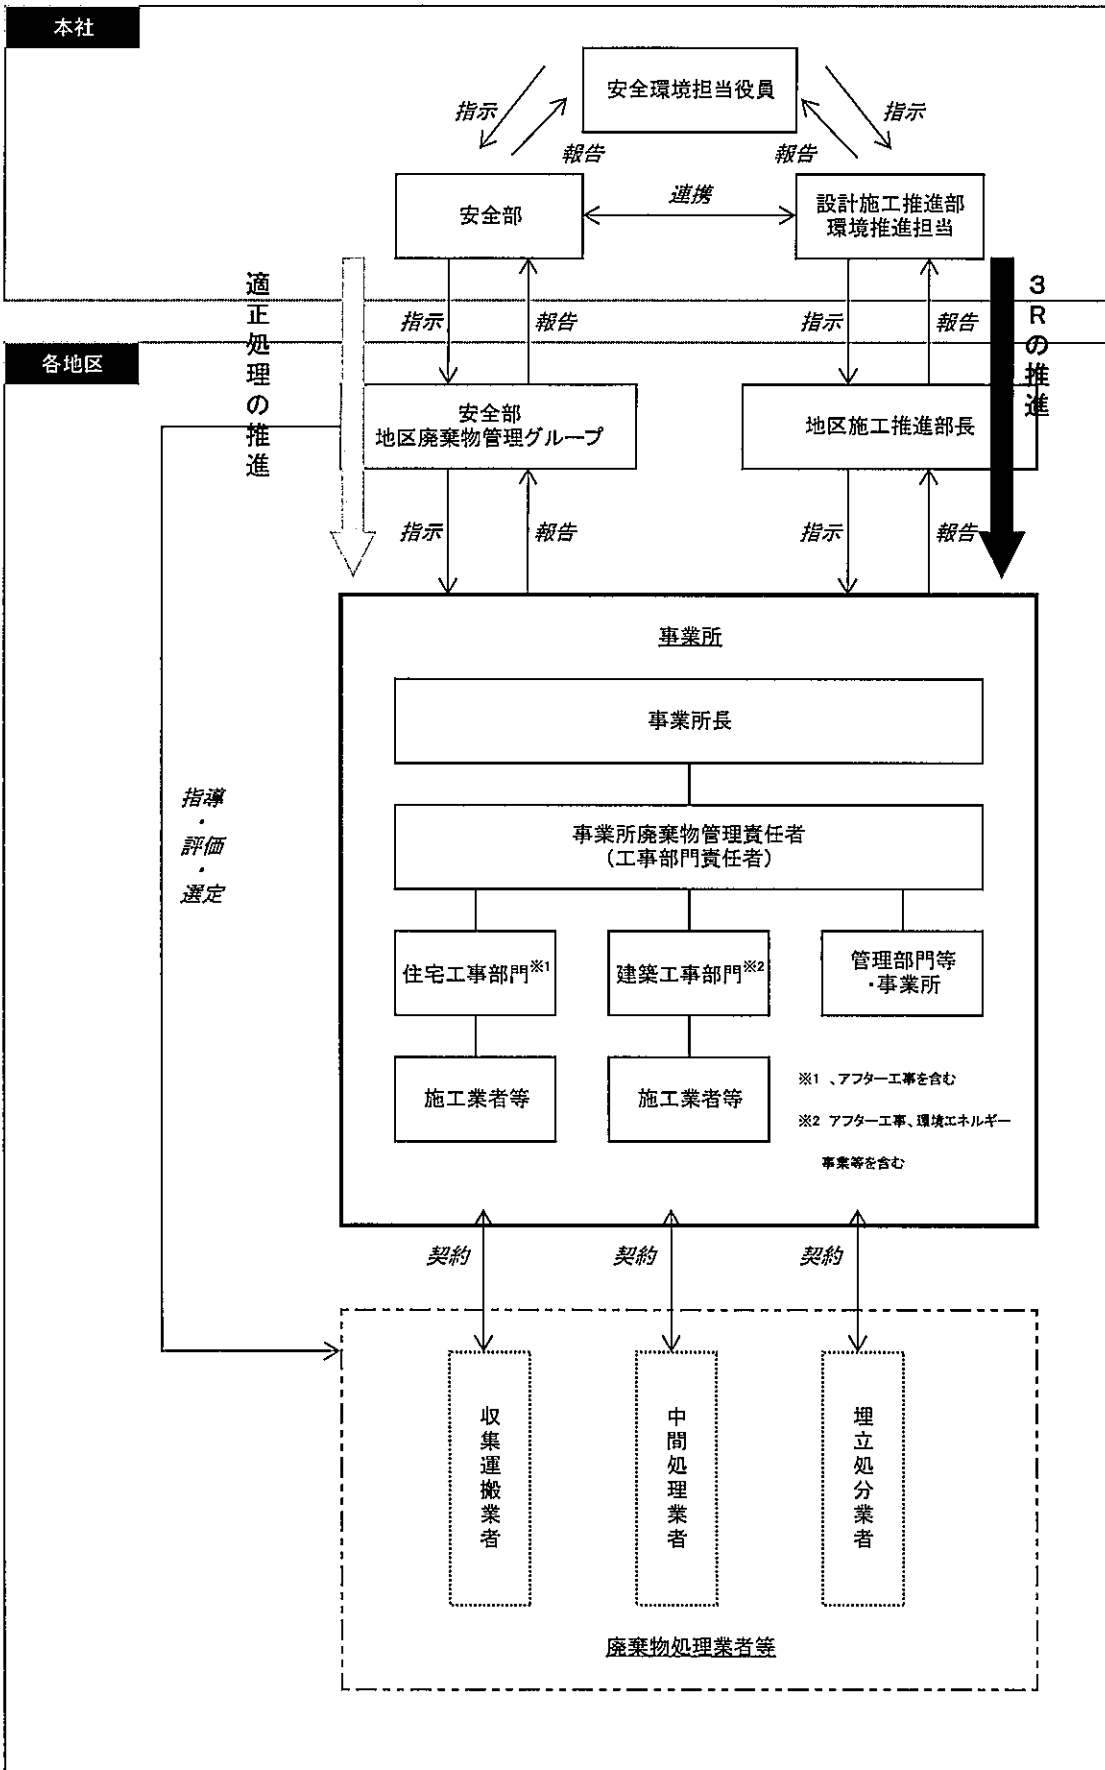 本社
安全環境担当役員
指示
指示
報告
報告
安全部
連携
設計施工推進部
環境推進担当
適正処理の推進
3Rの推進
指示
報告
指示
報告
各地区
安全部
地区廃棄物管理グループ
地区施工推進部長
指示
報告
指示
報告
事業所
事業所長
指導・評価・選定
事業所廃棄物管理責任者
(工事部門責任者)
住宅工事部門※1
建築工事部門※2
管理部門等
・事業所
施工業者等
施工業者等
※1 、アフター工事を含む
※2 アフター工事、環境エネルギー
事業等を含む
契約
契約
契約
収集運搬業者
中間処理業者
埋立処分業者
廃棄物処理業者等